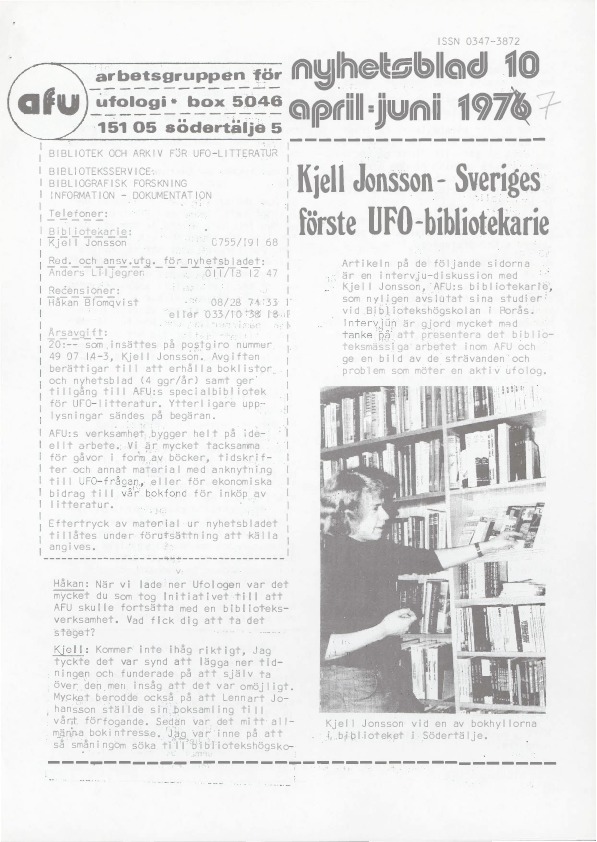 ISSN 0347-3872
afu
arbetsgruppen för
ufologi • box 5046
151 05 södertälje 5
nyhetsblad 10
april-juni 1976 7
BIBLIOTEK OCH ARKIV FÖR UFO-LITTERATUR
BIBLIOTEKSSERVICE:
BIBLIOGRAFISK FORSKNING
INFORMATION - DOKUMENTATION
Telefoner:
Bibliotekarie:
Kjell Jonsson 0755/191 68
Red. och ansv.utg. för nyhetsbladet:
Anders Liljegren 011/18 12 47
Recensioner:
Håkan Blomqvist 08/28 74 33
eller 033/10 38 18
Årsavgift:
20:-- som insättes på postgiro nummer
49 07 14-3, Kjell Jonsson. Avgiften
berättigar till att erhålla boklistor
och nyhetsblad (4 ggr/år) samt ger
tillgång till AFU:s specialbibliotek
för UFO-litteratur. Ytterligare upp-
lysningar sändes på begäran.
AFU:s verksamhet bygger helt på ide-
ellt arbete. Vi är mycket tacksamma
för gåvor i form av böcker, tidskrif-
ter och annat material med anknytning
till UFO-frågan, eller för ekonomiska
bidrag till vår bokfond för inköp av
litteratur.
Eftertryck av material ur nyhetsbladet
tillåtes under förutsättning att källa
angives.
Håkan: När vi lade ner Ufologen var det
mycket du som tog initiativet till att
AFU skulle fortsätta med en biblioteks-
verksamhet. Vad fick dig att ta det
steget?
Kjell: Kommer inte ihåg riktigt, Jag
tyckte det var synd att lägga ner tid-
ningen och funderade på att själv ta
över den men insåg att det var omöjligt.
Mycket berodde också på att Lennart Jo-
hansson ställde sin boksamling till
vårt förfogande. Sedan var det mitt all-
männa bokintresse. Jag var inne på att
så småningom söka till bibliotekshögsko-
Kjell Jonsson - Sveriges
förste UFO-bibliotekarie
Artikeln på de följande sidorna
är en intervju-diskussion med
Kjell Jonsson, AFU:s bibliotekarie,
som nyligen avslutat sina studier
vid Bibliotekshögskolan i Borås.
Intervjun är gjord mycket med
tanke på att presentera det biblio-
teksmässiga arbetet inom AFU och
ge en bild av de strävanden och
problem som möter en aktiv ufolog.
Kjell Jonsson vid en av bokhyllorna
i biblioteket i Södertälje.